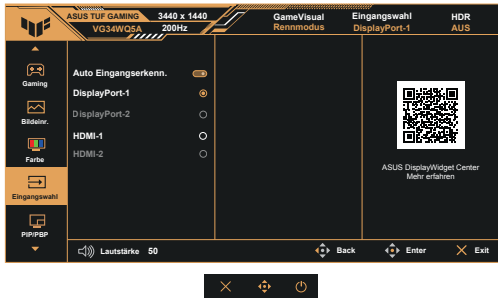 ASUS TUF GAMING 3440 x 1440
VG34WQ5A 200Hz
GameVisual
Rennmodus
Eingangswahl
DisplayPort-1
HDR
AUS
Gaming
Bildeinr.
Farbe
Eingangswahl
PIP/PBP
Auto Eingangserkenn.
DisplayPort-1
DisplayPort-2
HDMI-1
HDMI-2
ASUS DisplayWidget Center
Mehr erfahren
Lautstärke 50
Back Enter Exit